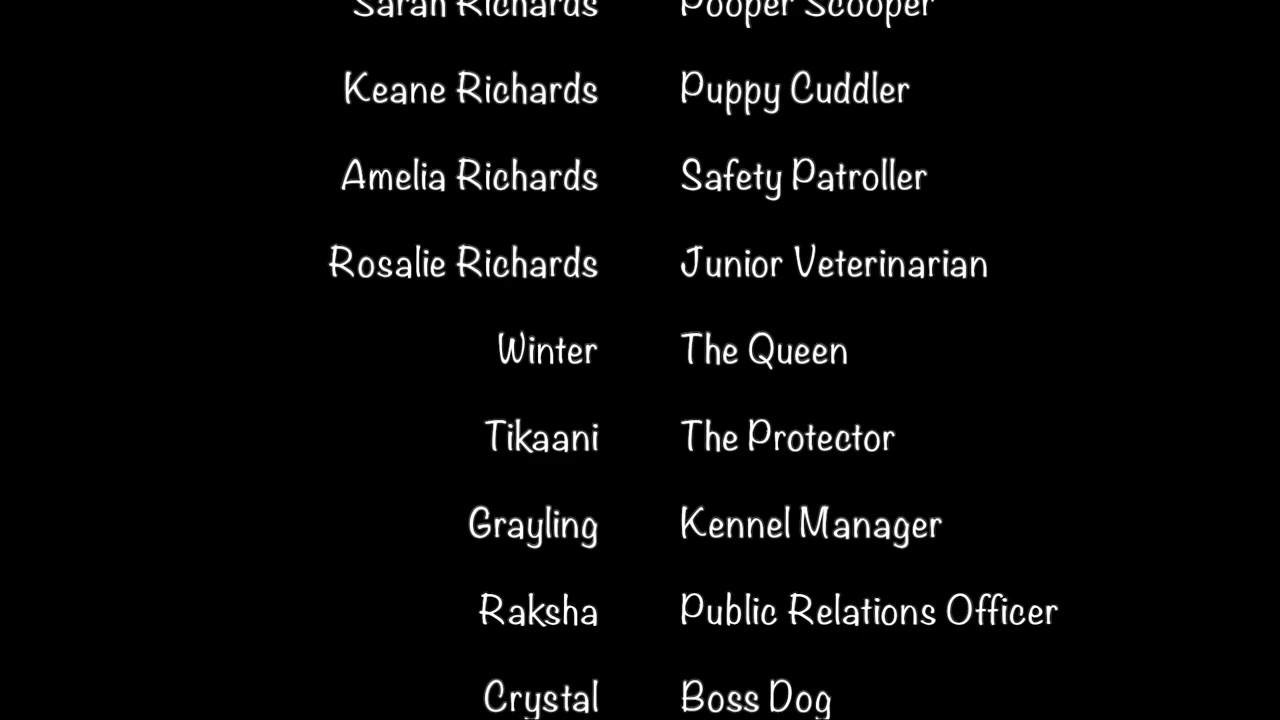 Sarah Richards Pooper Scooper
Keane Richards Puppy Cuddler
Amelia Richards Safety Patroller
Rosalie Richards Junior Veterinarian
Winter The Queen
Tikaani The Protector
Grayling Kennel Manager
Raksha Public Relations Officer
Crystal Boss Dog